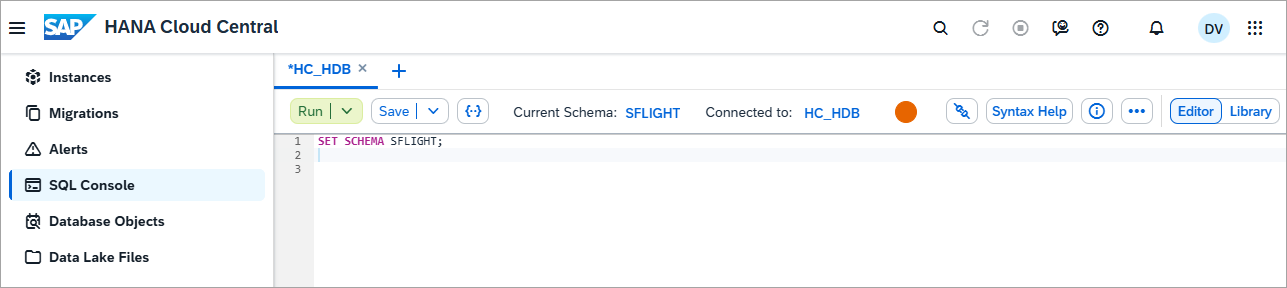 SAP HANA Cloud Central DV
Instances
Migrations
Alerts
SQL Console
Database Objects
Data Lake Files
*HC_HDB
Run Save Current Schema: SFLIGHT Connected to: HC_HDB Syntax Help Editor Library
1 SET SCHEMA SFLIGHT;
2
3